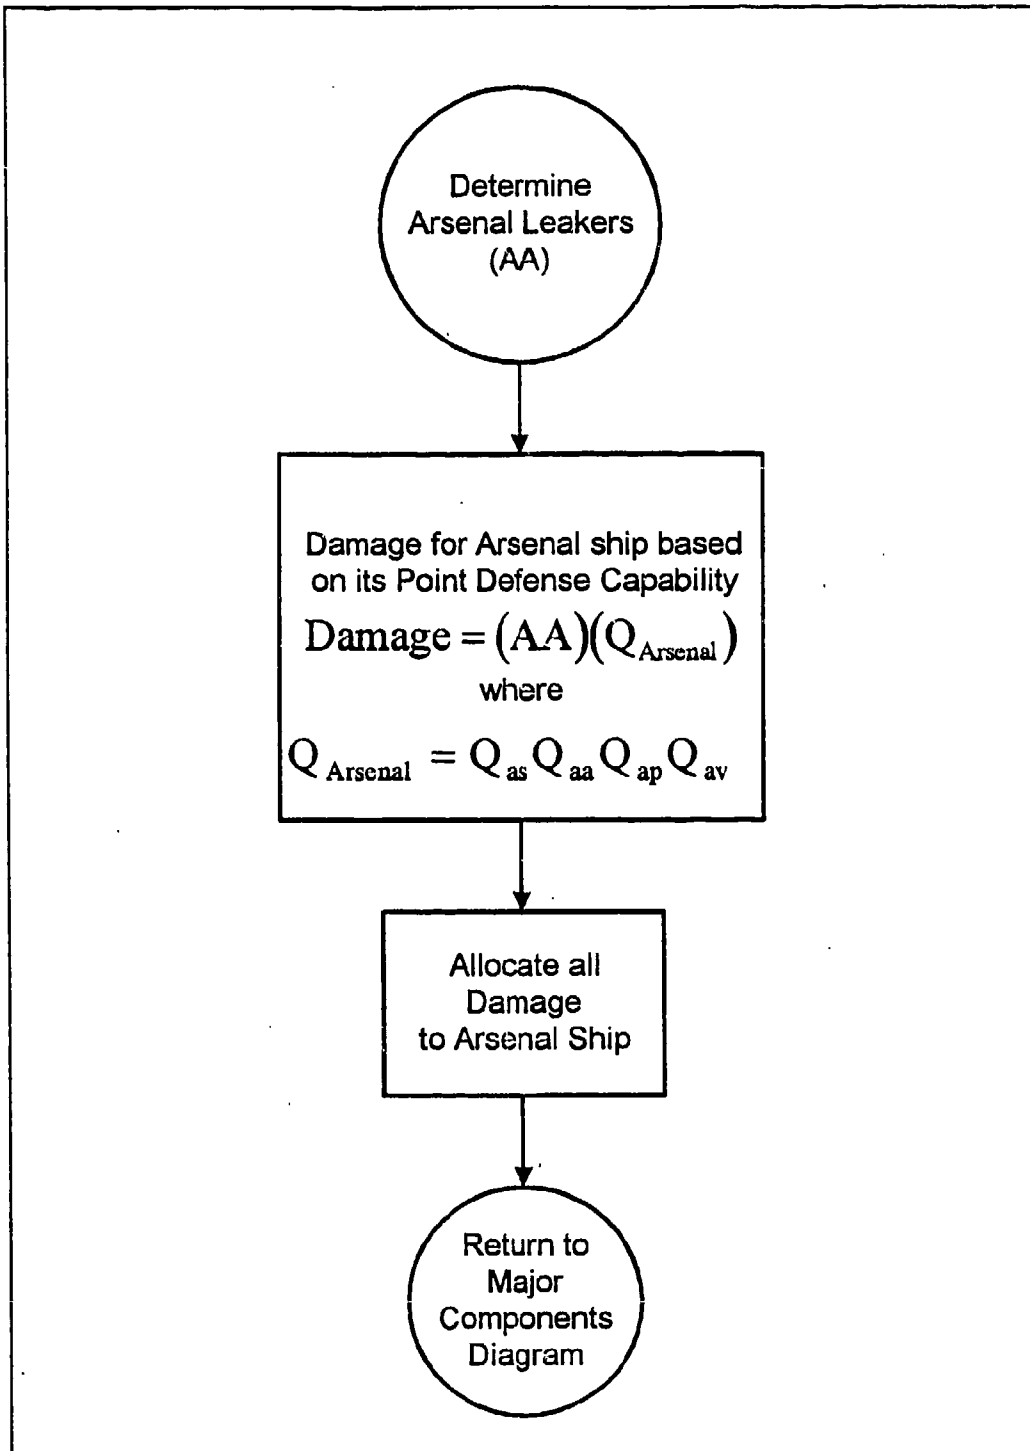 Determine
Arsenal Leakers
(AA)
Damage for Arsenal ship based
on its Point Defense Capability
Damage = (AA)(Q Arsenal)
where
Q Arsenal = Q as Q aa Q ap Q av
Allocate all
Damage
to Arsenal Ship
Return to
Major
Components
Diagram